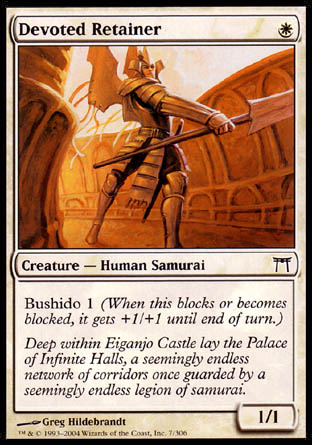 Devoted Retainer
Creature — Human Samurai
Bushido 1 (When this blocks or becomes
blocked, it gets +1/+1 until end of turn.)
Deep within Eiganjo Castle lay the Palace
of Infinite Halls, a seemingly endless
network of corridors once guarded by a
seemingly endless legion of samurai.
Greg Hildebrandt
™ & © 1993–2004 Wizards of the Coast, Inc. 7/306
1/1